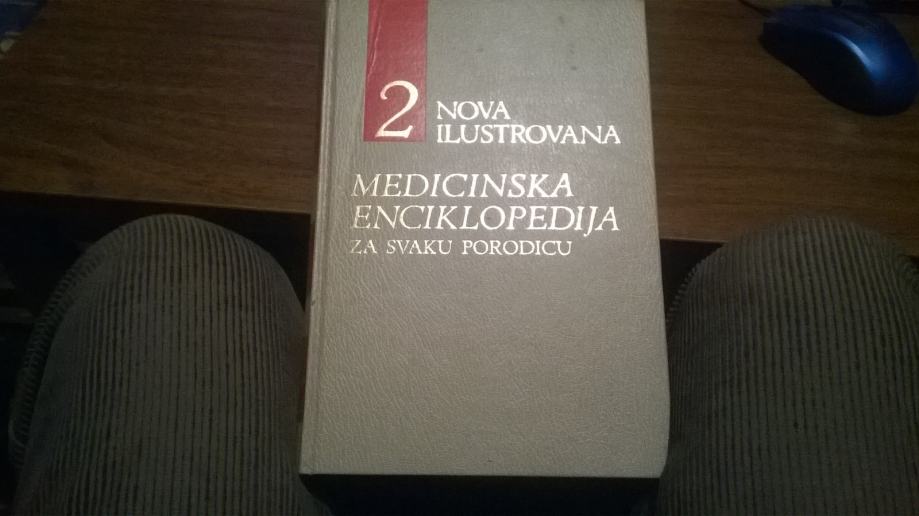 2 NOVA
ILUSTROVANA
MEDICINSKA
ENCIKLOPEDIJA
ZA SVAKU PORODICU